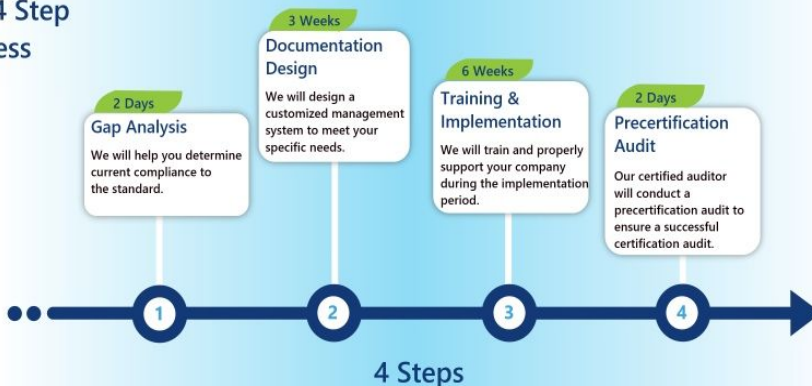 4 Step
ess
2 Days
Gap Analysis
We will help you determine
current compliance to
the standard.
3 Weeks
Documentation
Design
We will design a
customized management
system to meet your
specific needs.
6 Weeks
Training &
Implementation
We will train and properly
support your company
during the implementation
period.
2 Days
Precertification
Audit
Our certified auditor
will conduct a
precertification audit to
ensure a successful
certification audit.
1
2
3
4
4 Steps